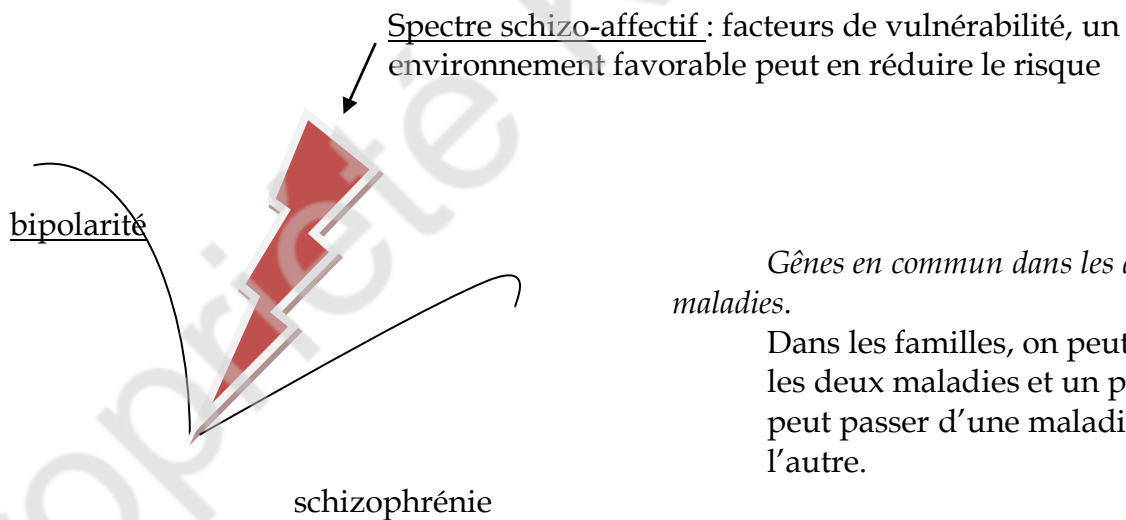 Spectre schizo-affectif : facteurs de vulnérabilité, un
environnement favorable peut en réduire le risque
bipolarité
Gênes en commun dans les
maladies.
Dans les familles, on peut
les deux maladies et un
peut passer d’une maladi
l’autre.
schizophrénie